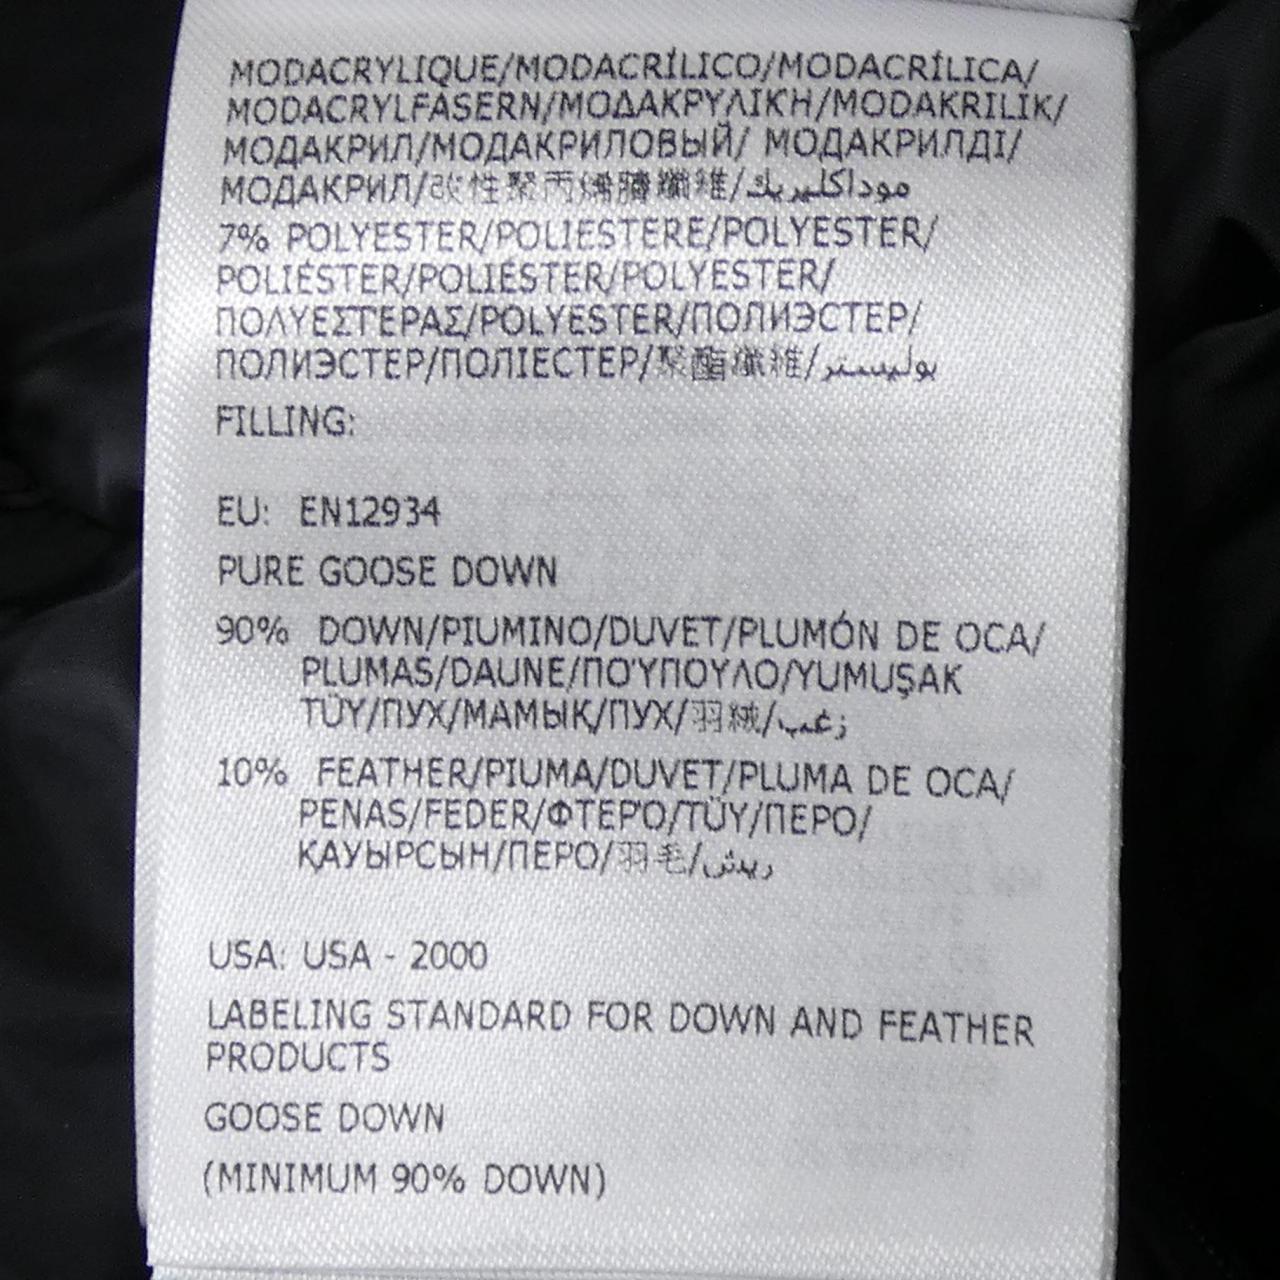 MODACRYLIQUE/MODACRÍLICO/MODACRÍLICA/
MODACRYLFASERN/ΜΟΔΑΚΡΥΛΙΚΗ/MODAKRILIK/
МОДАКРИЛ/МОДАКРИЛОВЫЙ/ МОДАКРИЛДІ/
МОДАКРИЛ/改性聚丙烯腈纖維/موداكليريك
7% POLYESTER/POLIESTERE/POLYESTER/
POLIÉSTER/POLIÉSTER/POLYESTER/
ΠΟΛΥΕΣΤΕΡΑΣ/POLYESTER/ПОЛИЭСТЕР/
ПОЛИЭСТЕР/ПОЛІЕСТЕР/聚酯纖維/بوليستر
FILLING:
EU: EN12934
PURE GOOSE DOWN
90% DOWN/PIUMINO/DUVET/PLUMÓN DE OCA/
PLUMAS/DAUNE/ΠΟΎΠΟΥΛΟ/YUMUŞAK
TÜY/ПУХ/МАМЫҚ/ПУХ/羽絨/زغب
10% FEATHER/PIUMA/DUVET/PLUMA DE OCA/
PENAS/FEDER/ΦΤΕΡΌ/TÜY/ПЕРО/
ҚАУЫРСЫН/ПЕРО/羽毛/ريش
USA: USA - 2000
LABELING STANDARD FOR DOWN AND FEATHER
PRODUCTS
GOOSE DOWN
(MINIMUM 90% DOWN)